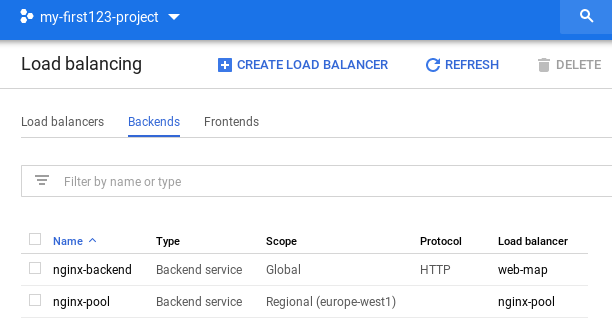 my-first123-project
Load balancing CREATE LOAD BALANCER REFRESH DELETE
Load balancers Backends Frontends
Filter by name or type
Name Type Scope Protocol Load balancer
nginx-backend Backend service Global HTTP web-map
nginx-pool Backend service Regional (europe-west1) nginx-pool